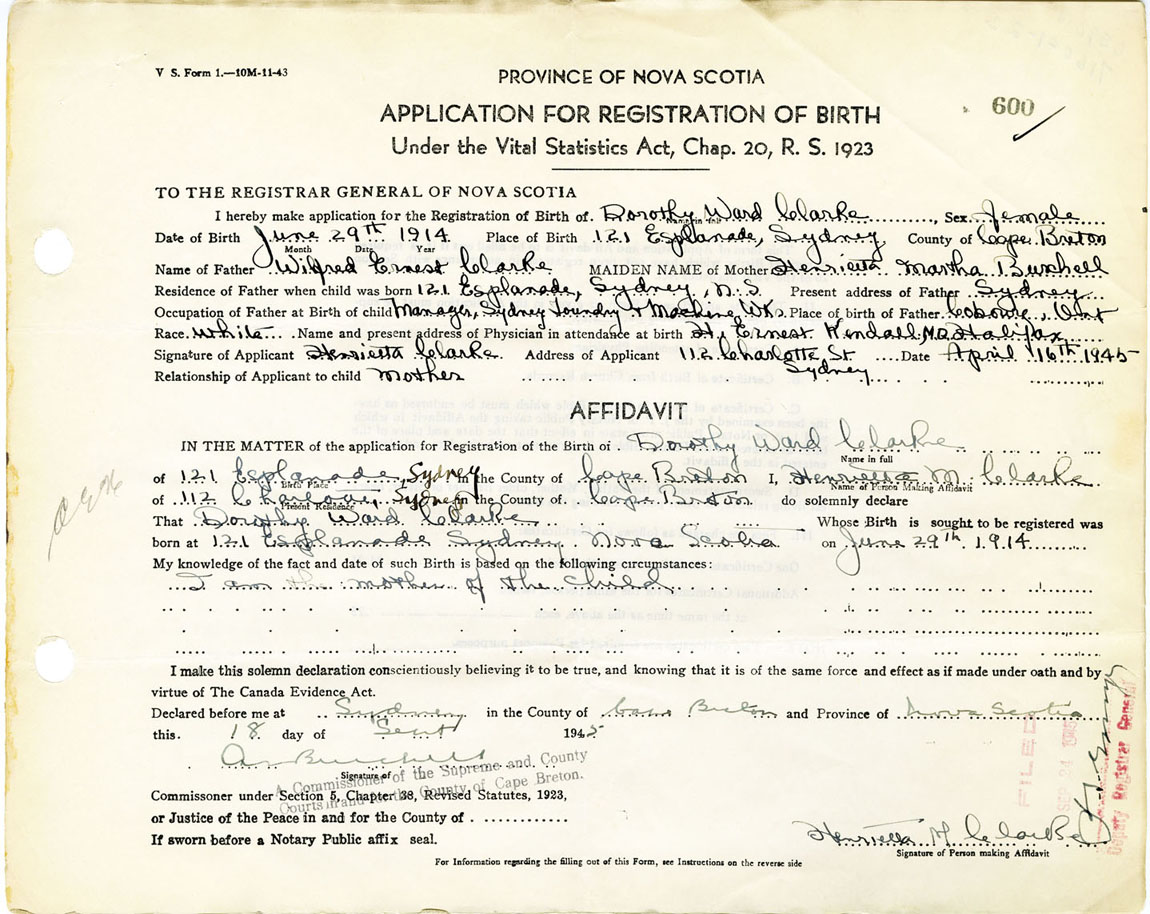 V S. Form 1.—10M-11-43
PROVINCE OF NOVA SCOTIA
600
APPLICATION FOR REGISTRATION OF BIRTH
Under the Vital Statistics Act, Chap. 20, R. S. 1923
TO THE REGISTRAR GENERAL OF NOVA SCOTIA
I hereby make application for the Registration of Birth of. Dorothy Ward Clarke, Sex. Female
Name in full
Date of Birth June 29th 1914 Place of Birth 121 Esplanade, Sydney County of Cape Breton
Month Date Year
Name of Father Wilfred Ernest Clarke MAIDEN NAME of Mother Henrietta Martha Burchell
Residence of Father when child was born 121 Esplanade, Sydney, N.S. Present address of Father Sydney
Occupation of Father at Birth of child Manager, Sydney Foundry & Machine Wk. Place of birth of Father Ont
Race. White Name and present address of Physician in attendance at birth H. Ernest Kendall MD Halifax
Signature of Applicant Henrietta Clarke Address of Applicant 112 Charlotte St Date April 16th 1945
Sydney
Relationship of Applicant to child Mother
AFFIDAVIT
IN THE MATTER of the application for Registration of the Birth of. Dorothy Ward Clarke
Name in full
of 121 Esplanade, Sydney in the County of Cape Breton I, Henrietta M. Clarke
Birth Place Name of Person Making Affidavit
of 112 Sydney in the County of Cape Breton do solemnly declare
Present Residence
That Dorothy Ward Clarke Whose Birth is sought to be registered was
born at 121 Esplanade Sydney. Nova Scotia on June 29th. 1914
My knowledge of the fact and date of such Birth is based on the following circumstances:
I am the mother of the child
I make this solemn declaration conscientiously believing it to be true, and knowing that it is of the same force and effect as if made under oath and by
virtue of The Canada Evidence Act.
Declared before me at Sydney in the County of Cape Breton and Province of Nova Scotia
this. 18 day of Sept 1945
A. Burchell
Signature of
A Commissioner of the Supreme and County
Courts in and for the County of Cape Breton.
Commissoner under Section 5, Chapter 38, Revised Statutes, 1923,
or Justice of the Peace in and for the County of
If sworn before a Notary Public affix seal.
Henrietta M Clarke
Signature of Person making Affidavit
FILED
SEP 24 1945
Deputy Registrar General
For Information regarding the filling out of this Form, see Instructions on the reverse side